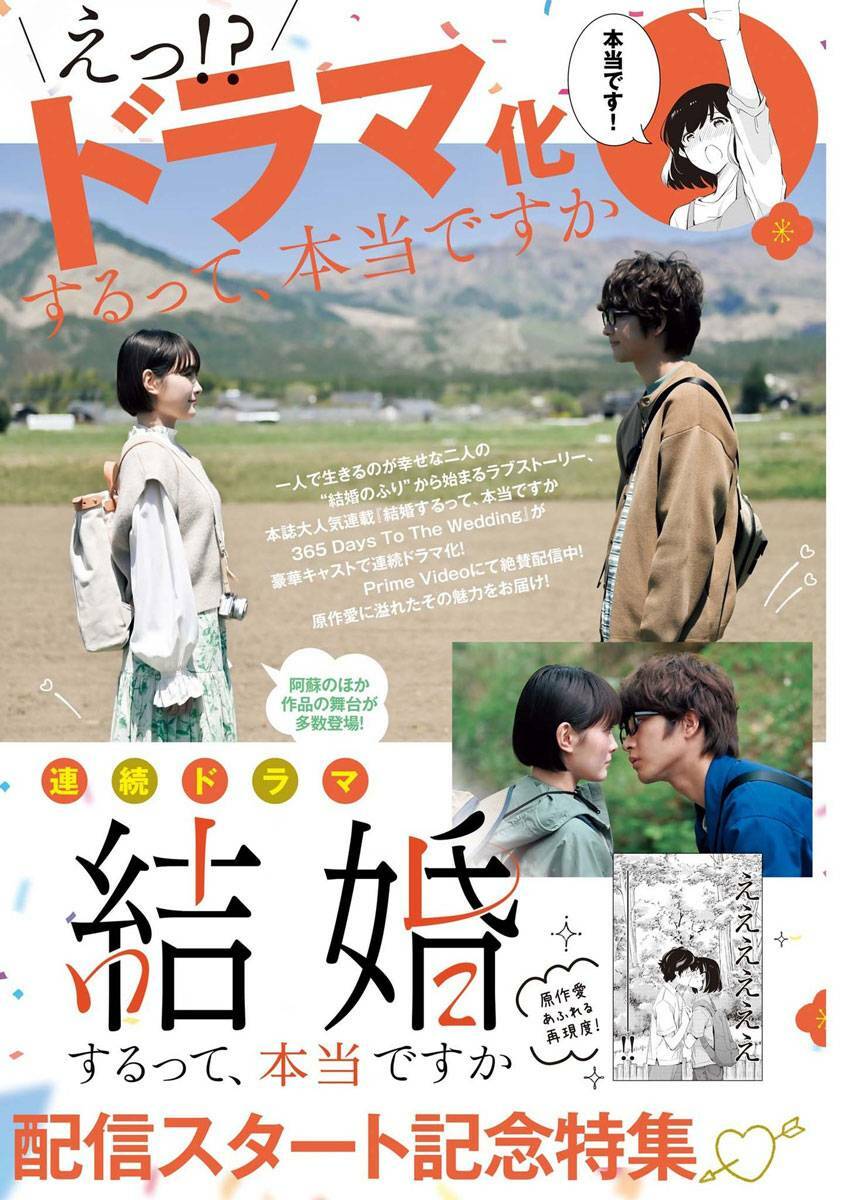 えっ!?
ドラマ化
するって、本当ですか
本当です!
一人で生きるのが幸せな二人の
“結婚のふり”から始まるラブストーリー、
本誌大人気連載『結婚するって、本当ですか
365 Days To The Wedding』が
豪華キャストで連続ドラマ化!
Prime Videoにて絶賛配信中!
原作愛に溢れたその魅力をお届け!
阿蘇のほか
作品の舞台が
多数登場!
連続ドラマ
結婚
するって、本当ですか
原作愛
あふれる
再現度!
えええええええ
!!
配信スタート記念特集